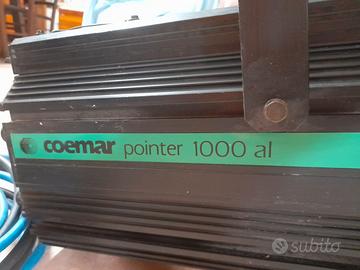 coemar pointer 1000 al
subito